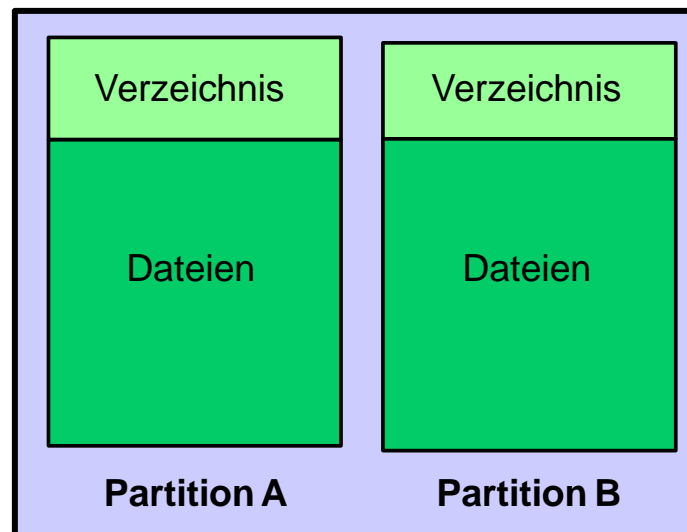 Verzeichnis
Dateien
Partition A
Verzeichnis
Dateien
Partition B